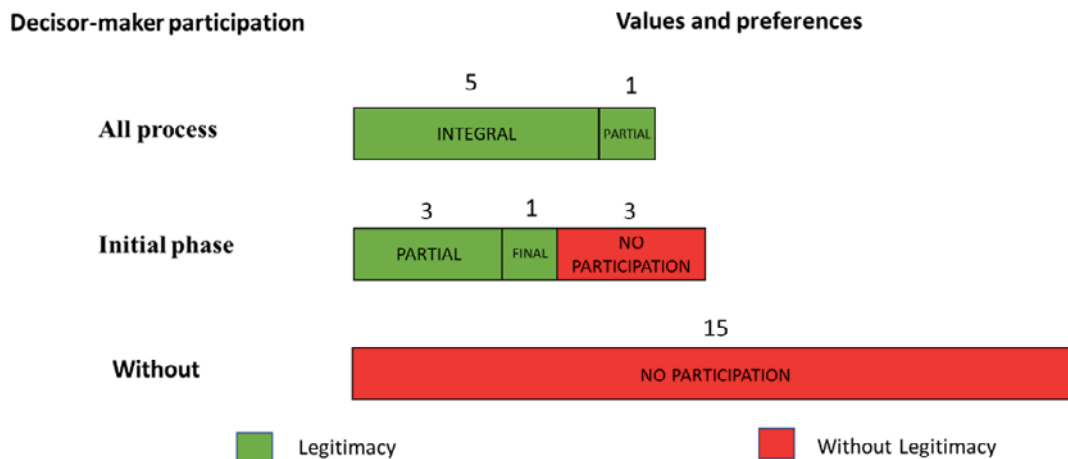 Decisor-maker participation
Values and preferences
5
1
All process
INTEGRAL
PARTIAL
3
1
3
Initial phase
PARTIAL
FINAL
NO
PARTICIPATION
15
Without
NO PARTICIPATION
Legitimacy
Without Legitimacy